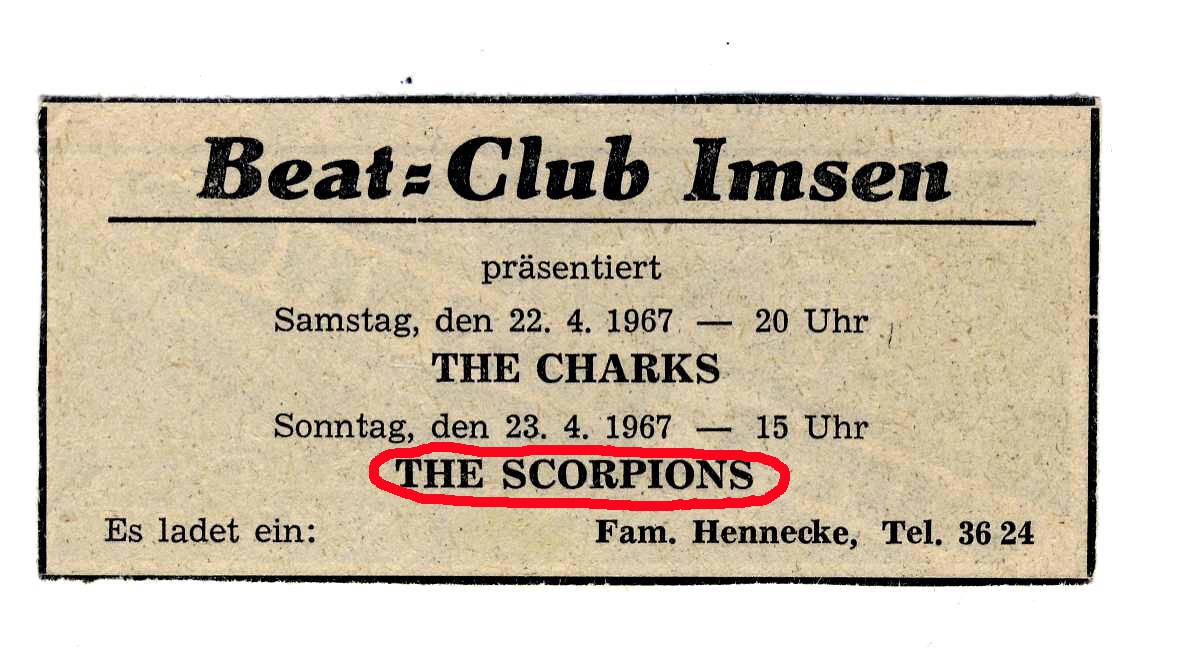 Beat=Club Imsen
präsentiert
Samstag, den 22. 4. 1967 — 20 Uhr
THE CHARKS
Sonntag, den 23. 4. 1967 — 15 Uhr
THE SCORPIONS
Es ladet ein: Fam. Hennecke, Tel. 36 24